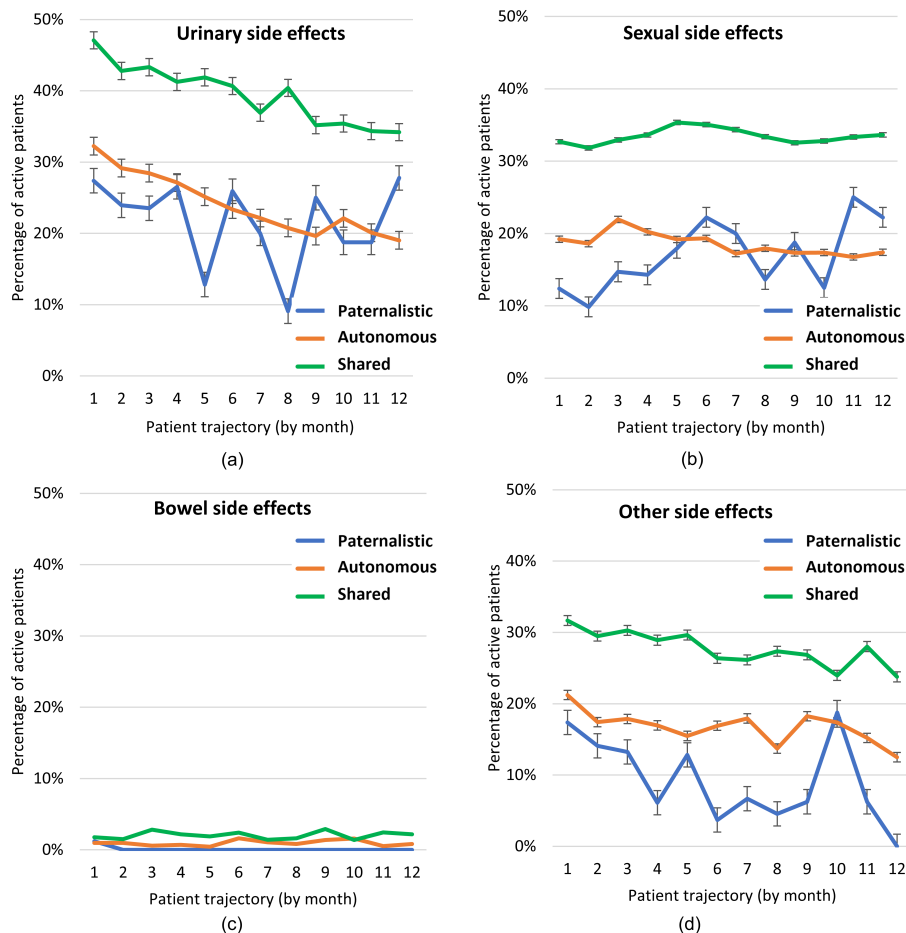 Urinary side effects
Percentage of active patients
50%
40%
30%
20%
10%
0%
Paternalistic
Autonomous
Shared
1 2 3 4 5 6 7 8 9 10 11 12
Patient trajectory (by month)
(a)
Sexual side effects
Percentage of active patients
50%
40%
30%
20%
10%
0%
Paternalistic
Autonomous
Shared
1 2 3 4 5 6 7 8 9 10 11 12
Patient trajectory (by month)
(b)
Bowel side effects
Percentage of active patients
50%
40%
30%
20%
10%
0%
Paternalistic
Autonomous
Shared
1 2 3 4 5 6 7 8 9 10 11 12
Patient trajectory (by month)
(c)
Other side effects
Percentage of active patients
50%
40%
30%
20%
10%
0%
Paternalistic
Autonomous
Shared
1 2 3 4 5 6 7 8 9 10 11 12
Patient trajectory (by month)
(d)